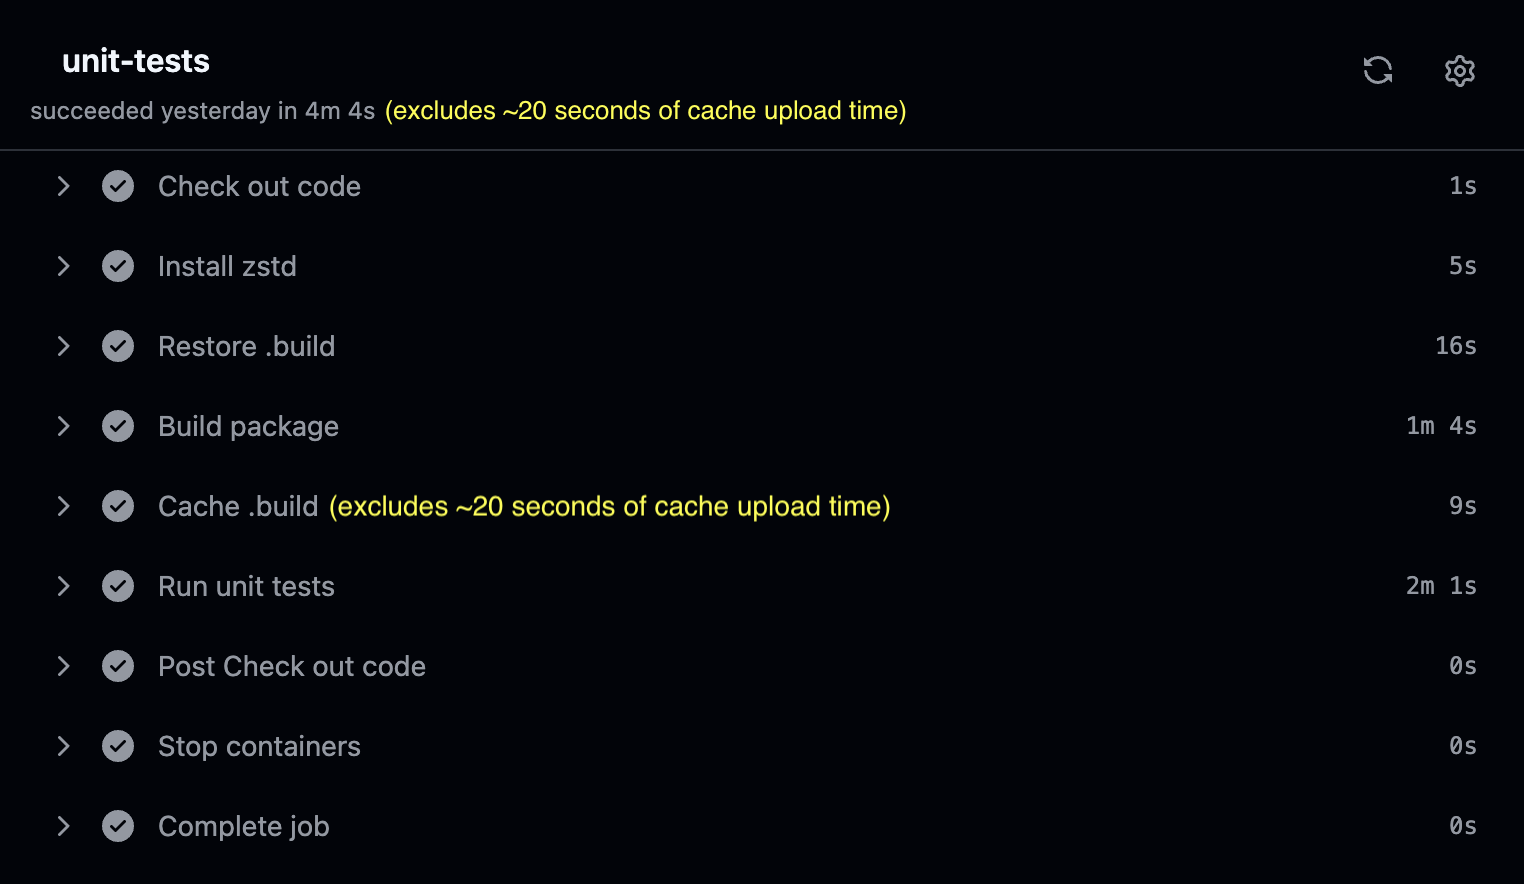 unit-tests
succeeded yesterday in 4m 4s (excludes ~20 seconds of cache upload time)
Check out code 1s
Install zstd 5s
Restore .build 16s
Build package 1m 4s
Cache .build (excludes ~20 seconds of cache upload time) 9s
Run unit tests 2m 1s
Post Check out code 0s
Stop containers 0s
Complete job 0s